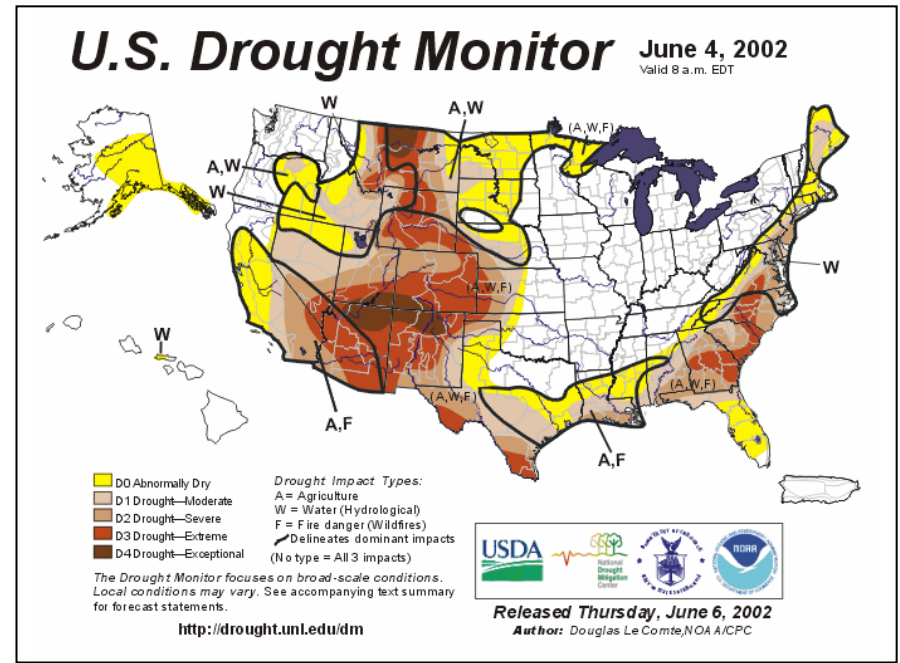 U.S. Drought Monitor
June 4, 2002
Valid 8 a.m. EDT
W
A,W
(A,W,F)
A,W
W
W
(A,W,F)
W
(A,W,F)
(A,W,F)
A,F
A,F
D0 Abnormally Dry
D1 Drought—Moderate
D2 Drought—Severe
D3 Drought—Extreme
D4 Drought—Exceptional
Drought Impact Types:
A = Agriculture
W = Water (Hydrological)
F = Fire danger (Wildfires)
Delineates dominant impacts
(No type = All 3 impacts)
The Drought Monitor focuses on broad-scale conditions.
Local conditions may vary. See accompanying text summary
for forecast statements.
http://drought.unl.edu/dm
USDA
National
Drought
Mitigation
Center
NOAA
Released Thursday, June 6, 2002
Author: Douglas Le Comte,NOAA/CPC